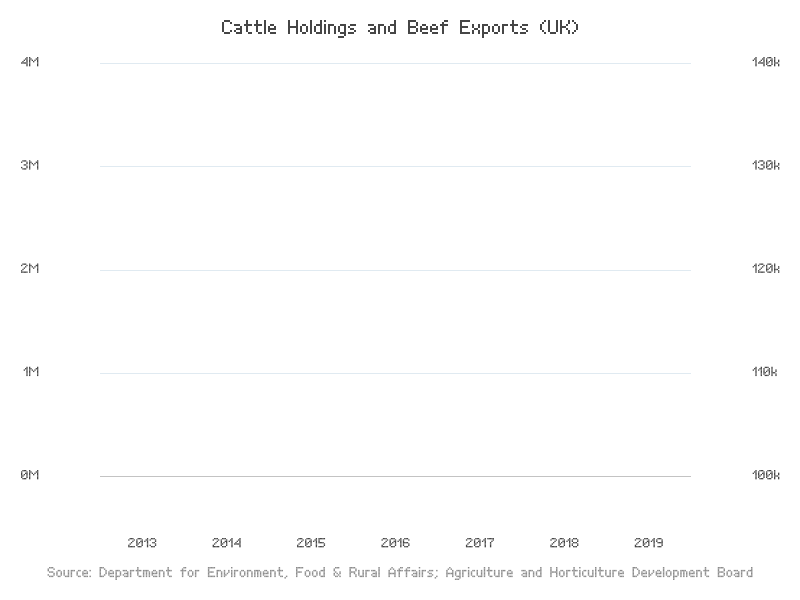 Cattle Holdings and Beef Exports (UK)
4M 140k
3M 130k
2M 120k
1M 110k
0M 100k
2013 2014 2015 2016 2017 2018 2019
Source: Department for Environment, Food & Rural Affairs; Agriculture and Horticulture Development Board